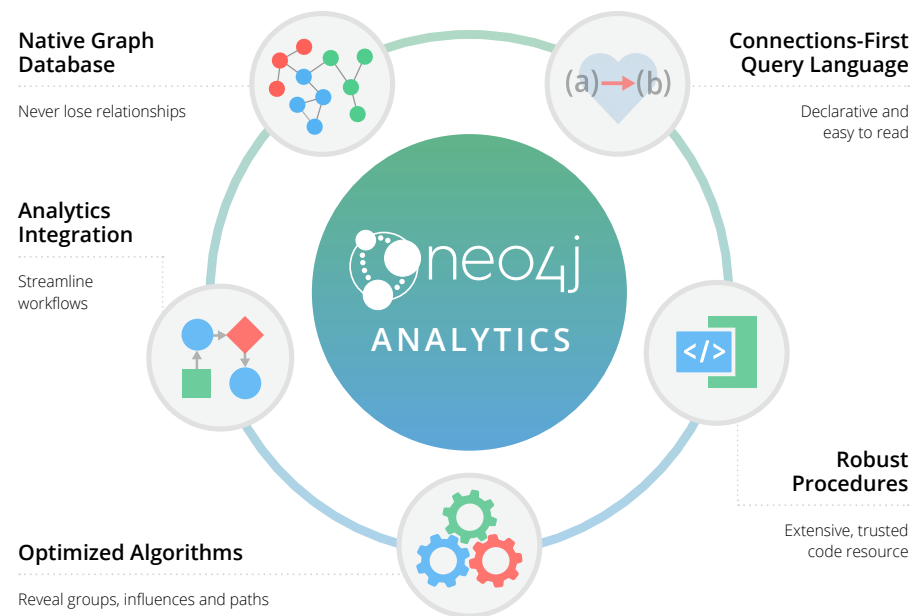 Native Graph
Database
Never lose relationships
Connections-First
Query Language
Declarative and
easy to read
(a)→(b)
Analytics
Integration
Streamline
workflows
neo4j
ANALYTICS
</>
Robust
Procedures
Extensive, trusted
code resource
Optimized Algorithms
Reveal groups, influences and paths